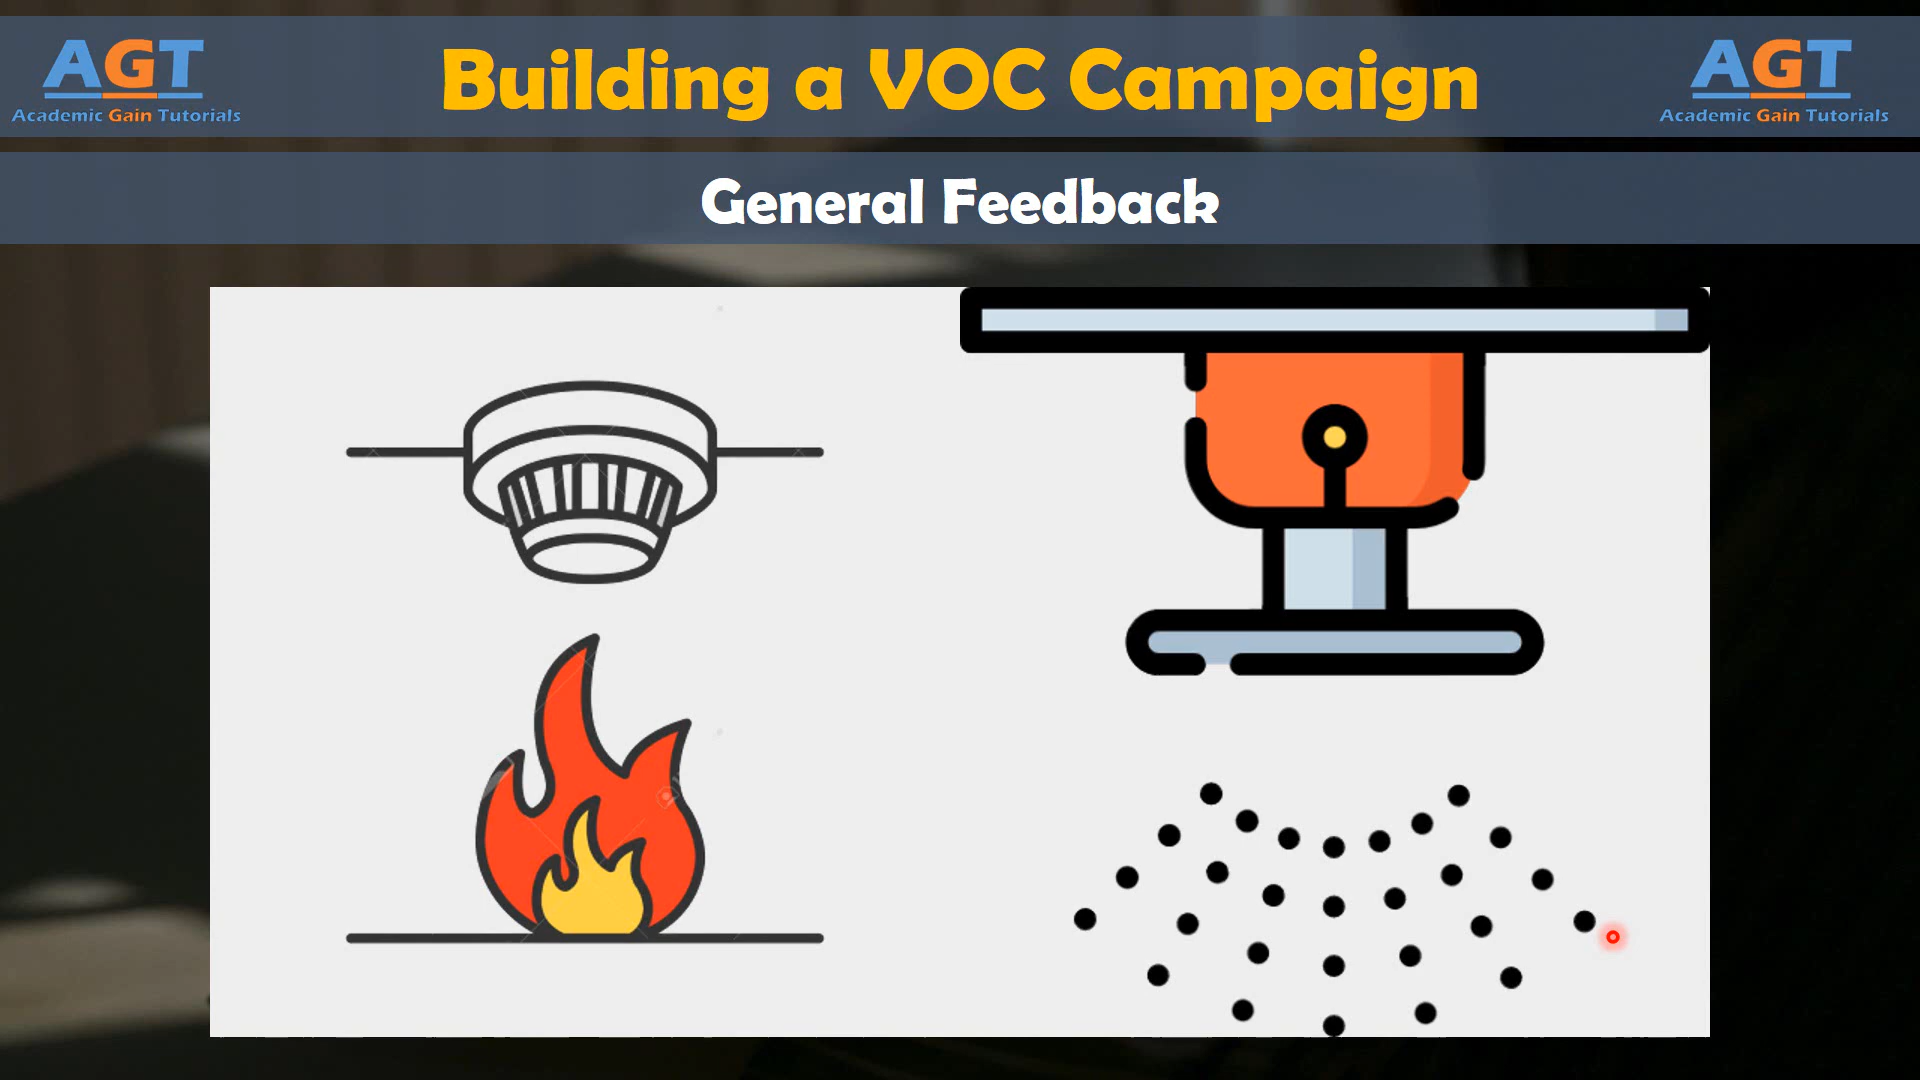 AGT
Academic Gain Tutorials
Building a VOC Campaign
AGT
Academic Gain Tutorials
General Feedback